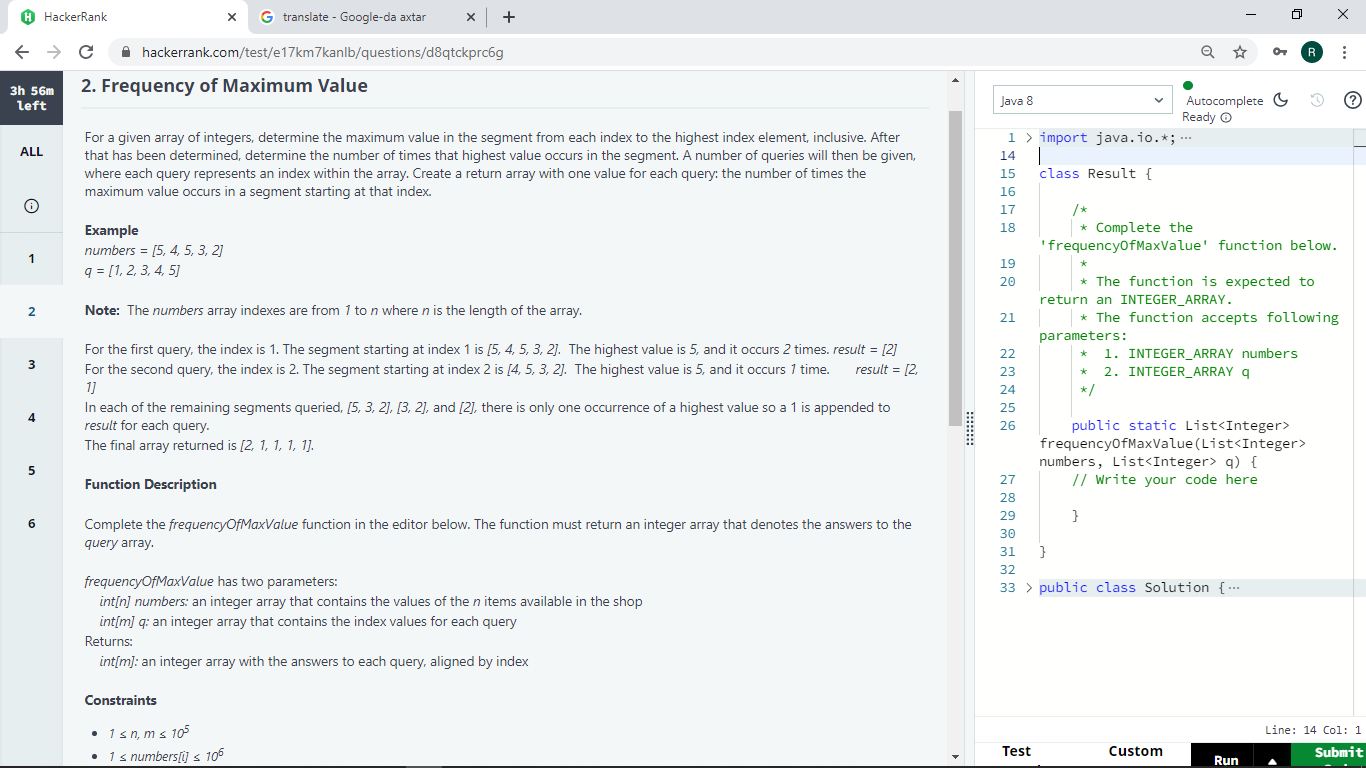 HackerRank
translate - Google-da axtar
hackerrank.com/test/e17km7kanlb/questions/d8qtckprc6g
R
3h 56m
left
ALL
1
2
3
4
5
6
2. Frequency of Maximum Value
For a given array of integers, determine the maximum value in the segment from each index to the highest index element, inclusive. After
that has been determined, determine the number of times that highest value occurs in the segment. A number of queries will then be given,
where each query represents an index within the array. Create a return array with one value for each query: the number of times the
maximum value occurs in a segment starting at that index.
Example
numbers = [5, 4, 5, 3, 2]
q = [1, 2, 3, 4, 5]
Note: The numbers array indexes are from 1 to n where n is the length of the array.
For the first query, the index is 1. The segment starting at index 1 is [5, 4, 5, 3, 2]. The highest value is 5, and it occurs 2 times. result = [2]
For the second query, the index is 2. The segment starting at index 2 is [4, 5, 3, 2]. The highest value is 5, and it occurs 1 time. result = [2,
1]
In each of the remaining segments queried, [5, 3, 2], [3, 2], and [2], there is only one occurrence of a highest value so a 1 is appended to
result for each query.
The final array returned is [2, 1, 1, 1, 1].
Function Description
Complete the frequencyOfMaxValue function in the editor below. The function must return an integer array that denotes the answers to the
query array.
frequencyOfMaxValue has two parameters:
int[n] numbers: an integer array that contains the values of the n items available in the shop
int[m] q: an integer array that contains the index values for each query
Returns:
int[m]: an integer array with the answers to each query, aligned by index
Constraints
• 1 ≤ n, m ≤ 10⁵
• 1 ≤ numbers[i] ≤ 10⁶
Java 8
Autocomplete
Ready
1 > import java.io.*; ⋯
14
15 class Result {
16
17 /*
18 * Complete the
'frequencyOfMaxValue' function below.
19 *
20 * The function is expected to
return an INTEGER_ARRAY.
21 * The function accepts following
parameters:
22 * 1. INTEGER_ARRAY numbers
23 * 2. INTEGER_ARRAY q
24 */
25
26 public static List<Integer>
frequencyOfMaxValue(List<Integer>
numbers, List<Integer> q) {
27 // Write your code here
28
29 }
30
31 }
32
33 > public class Solution { ⋯
Line: 14 Col: 1
Test
Custom
Run
Submit